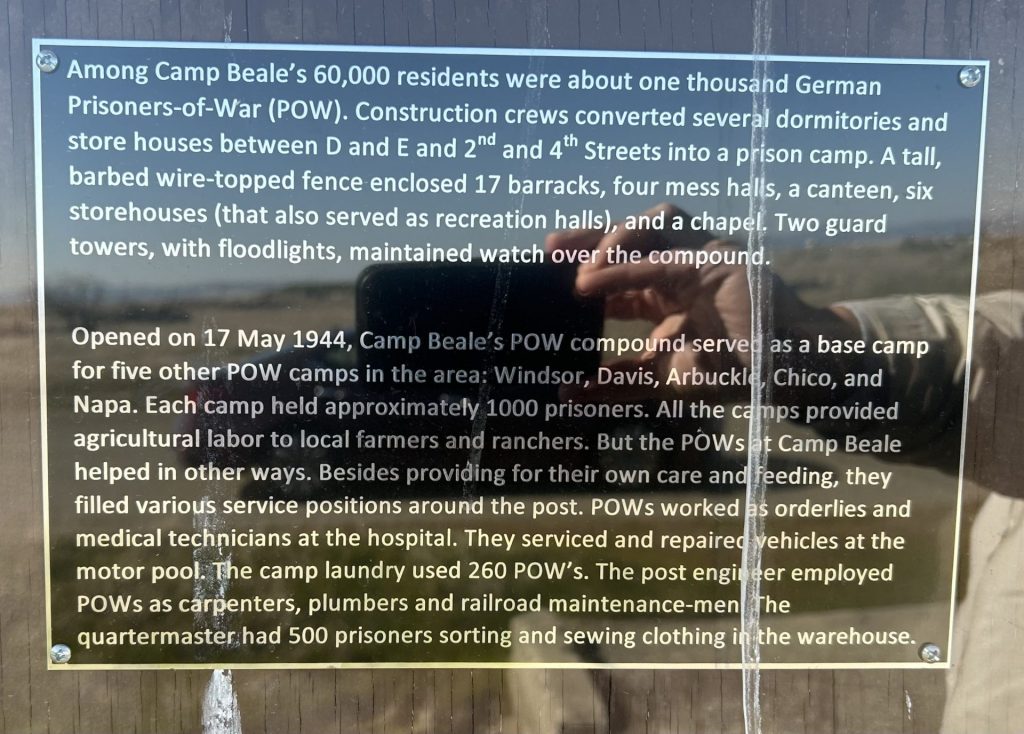 Among Camp Beale's 60,000 residents were about one thousand German
Prisoners-of-War (POW). Construction crews converted several dormitories and
store houses between D and E and 2nd and 4th Streets into a prison camp. A tall,
barbed wire-topped fence enclosed 17 barracks, four mess halls, a canteen, six
storehouses (that also served as recreation halls), and a chapel. Two guard
towers, with floodlights, maintained watch over the compound.
Opened on 17 May 1944, Camp Beale's POW compound served as a base camp
for five other POW camps in the area: Windsor, Davis, Arbuckle, Chico, and
Napa. Each camp held approximately 1000 prisoners. All the camps provided
agricultural labor to local farmers and ranchers. But the POWs at Camp Beale
helped in other ways. Besides providing for their own care and feeding, they
filled various service positions around the post. POWs worked as orderlies and
medical technicians at the hospital. They serviced and repaired vehicles at the
motor pool. The camp laundry used 260 POW's. The post engineer employed
POWs as carpenters, plumbers and railroad maintenance-men. The
quartermaster had 500 prisoners sorting and sewing clothing in the warehouse.